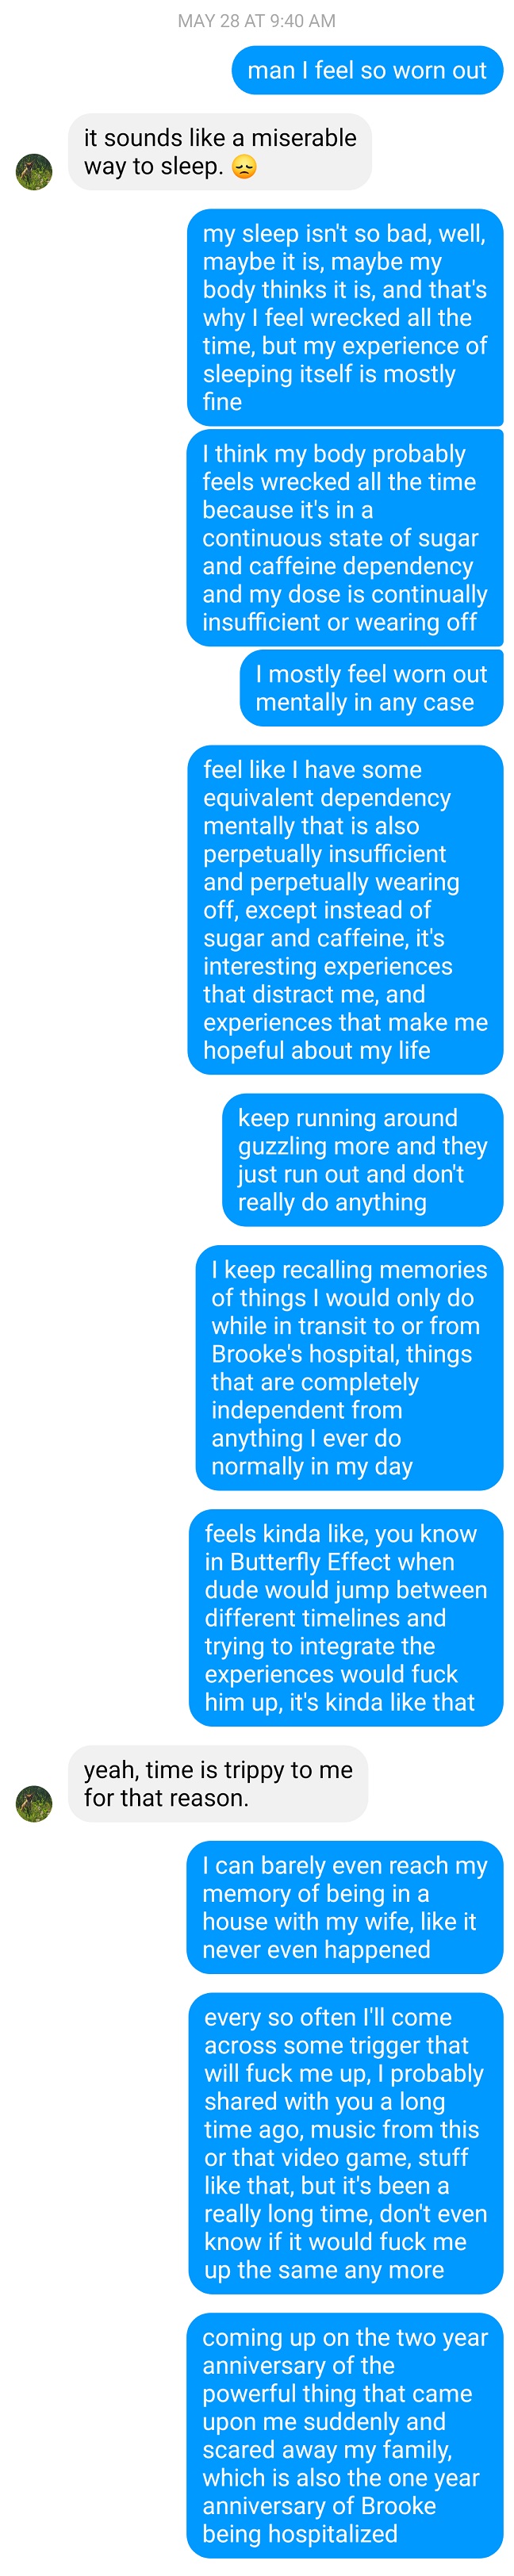 MAY 28 AT 9:40 AM
man I feel so worn out
it sounds like a miserable
way to sleep. 😞
my sleep isn't so bad, well,
maybe it is, maybe my
body thinks it is, and that's
why I feel wrecked all the
time, but my experience of
sleeping itself is mostly
fine
I think my body probably
feels wrecked all the time
because it's in a
continuous state of sugar
and caffeine dependency
and my dose is continually
insufficient or wearing off
I mostly feel worn out
mentally in any case
feel like I have some
equivalent dependency
mentally that is also
perpetually insufficient
and perpetually wearing
off, except instead of
sugar and caffeine, it's
interesting experiences
that distract me, and
experiences that make me
hopeful about my life
keep running around
guzzling more and they
just run out and don't
really do anything
I keep recalling memories
of things I would only do
while in transit to or from
Brooke's hospital, things
that are completely
independent from
anything I ever do
normally in my day
feels kinda like, you know
in Butterfly Effect when
dude would jump between
different timelines and
trying to integrate the
experiences would fuck
him up, it's kinda like that
yeah, time is trippy to me
for that reason.
I can barely even reach my
memory of being in a
house with my wife, like it
never even happened
every so often I'll come
across some trigger that
will fuck me up, I probably
shared with you a long
time ago, music from this
or that video game, stuff
like that, but it's been a
really long time, don't even
know if it would fuck me
up the same any more
coming up on the two year
anniversary of the
powerful thing that came
upon me suddenly and
scared away my family,
which is also the one year
anniversary of Brooke
being hospitalized